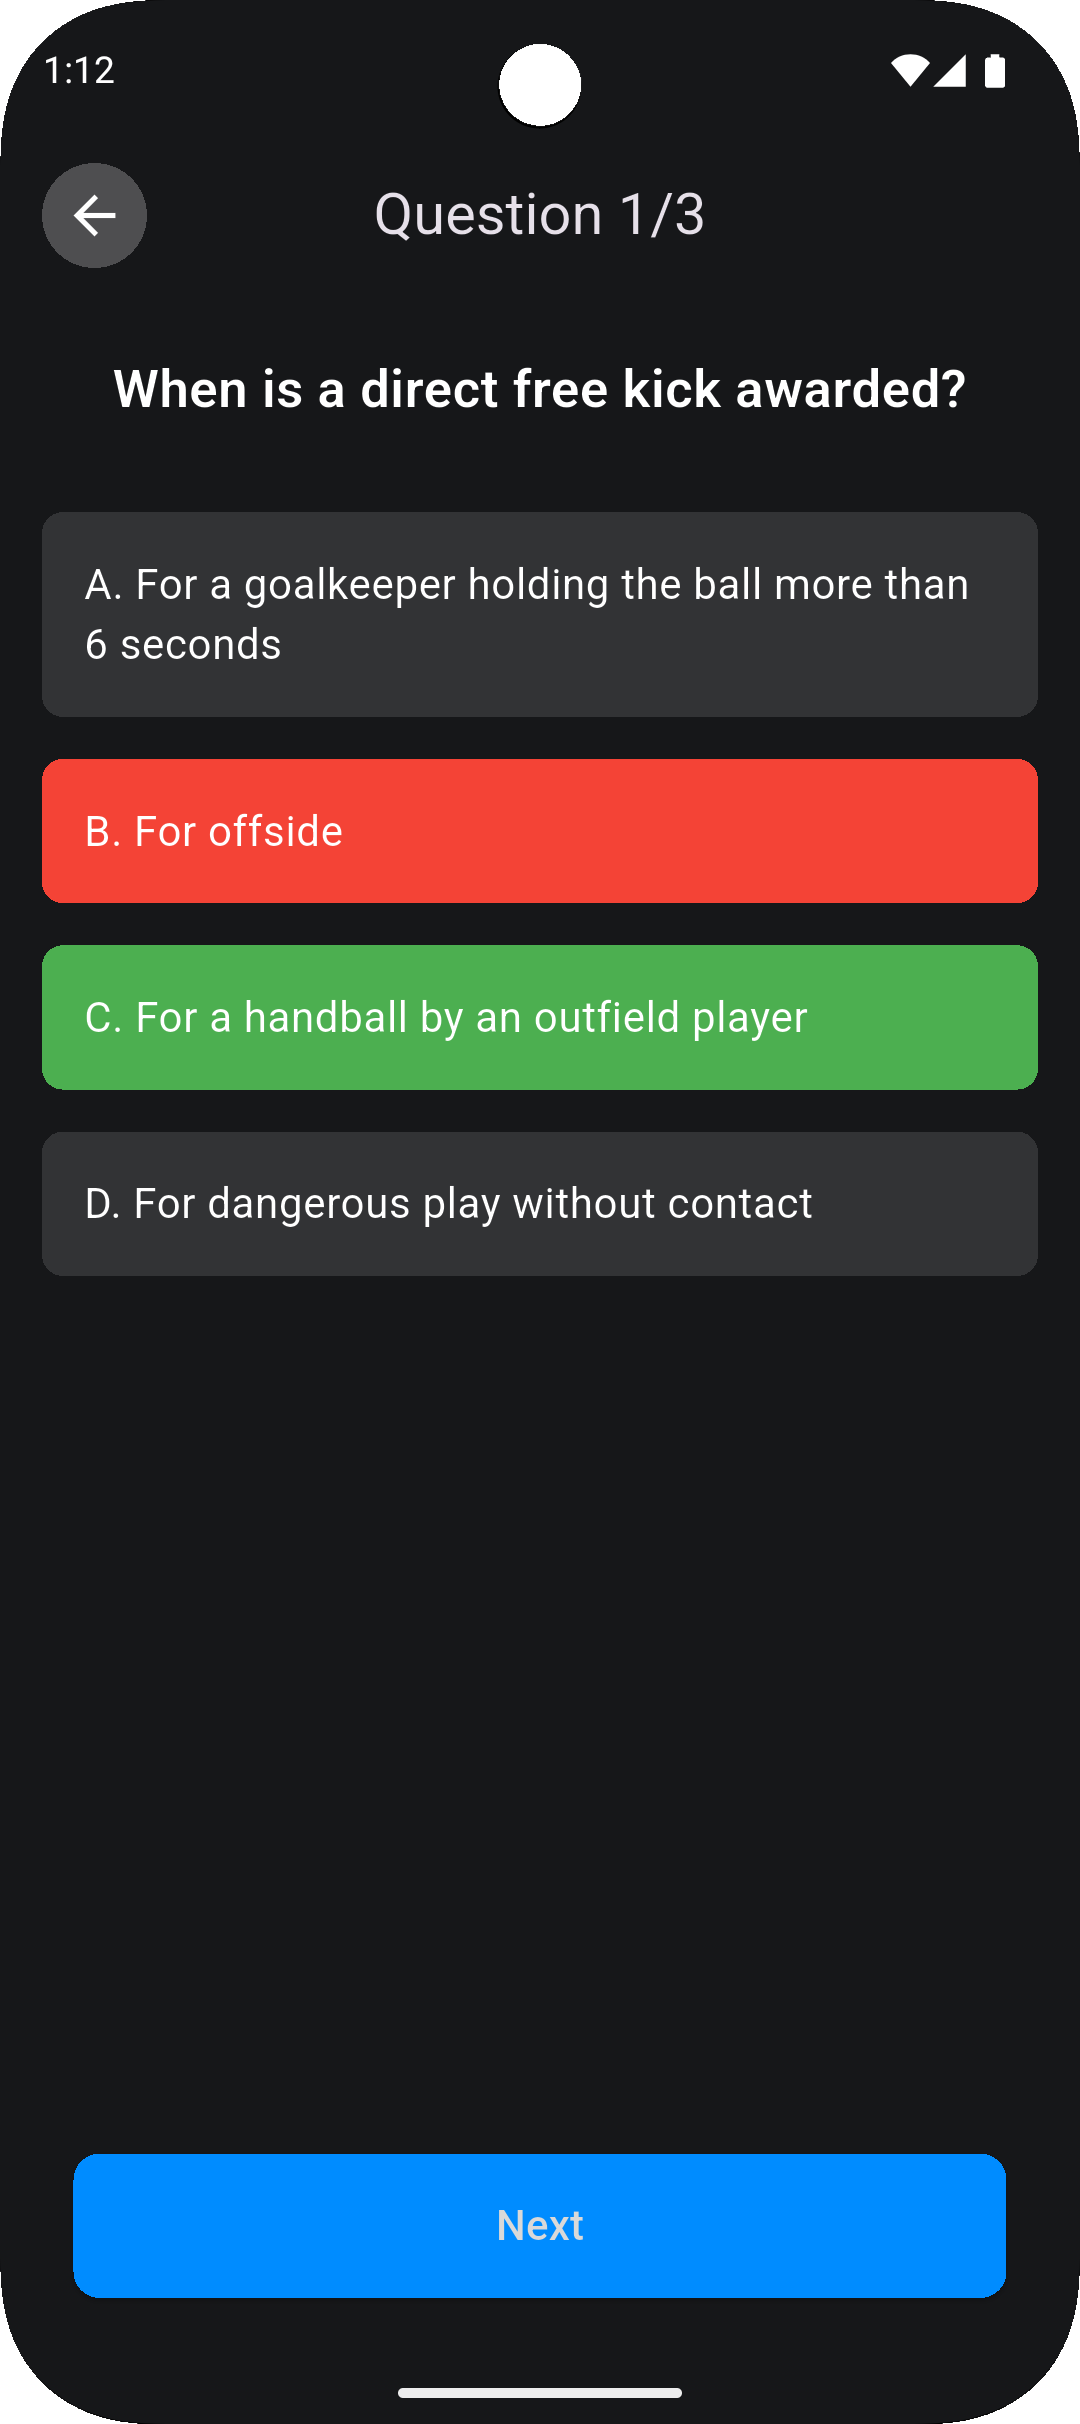 1:12
Question 1/3
When is a direct free kick awarded?
A. For a goalkeeper holding the ball more than
6 seconds
B. For offside
C. For a handball by an outfield player
D. For dangerous play without contact
Next